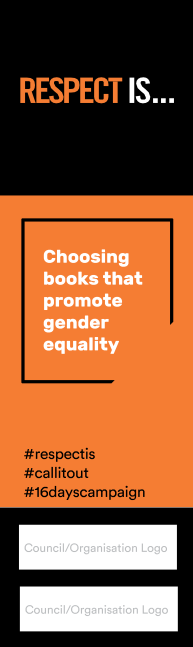 RESPECT IS...
Choosing
books that
promote
gender
equality
#respectis
#callitout
#16dayscampaign
Council/Organisation Logo
Council/Organisation Logo